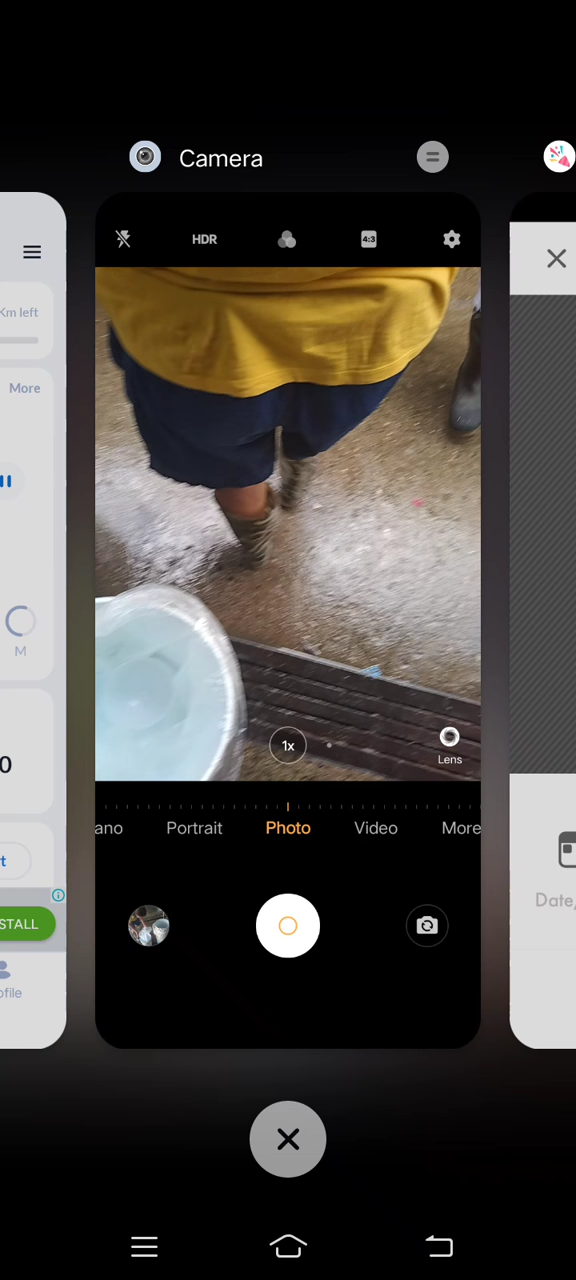 Camera
HDR
4:3
Km left
More
M
0
t
STALL
ofile
1x
Lens
ano
Portrait
Photo
Video
More
Date,